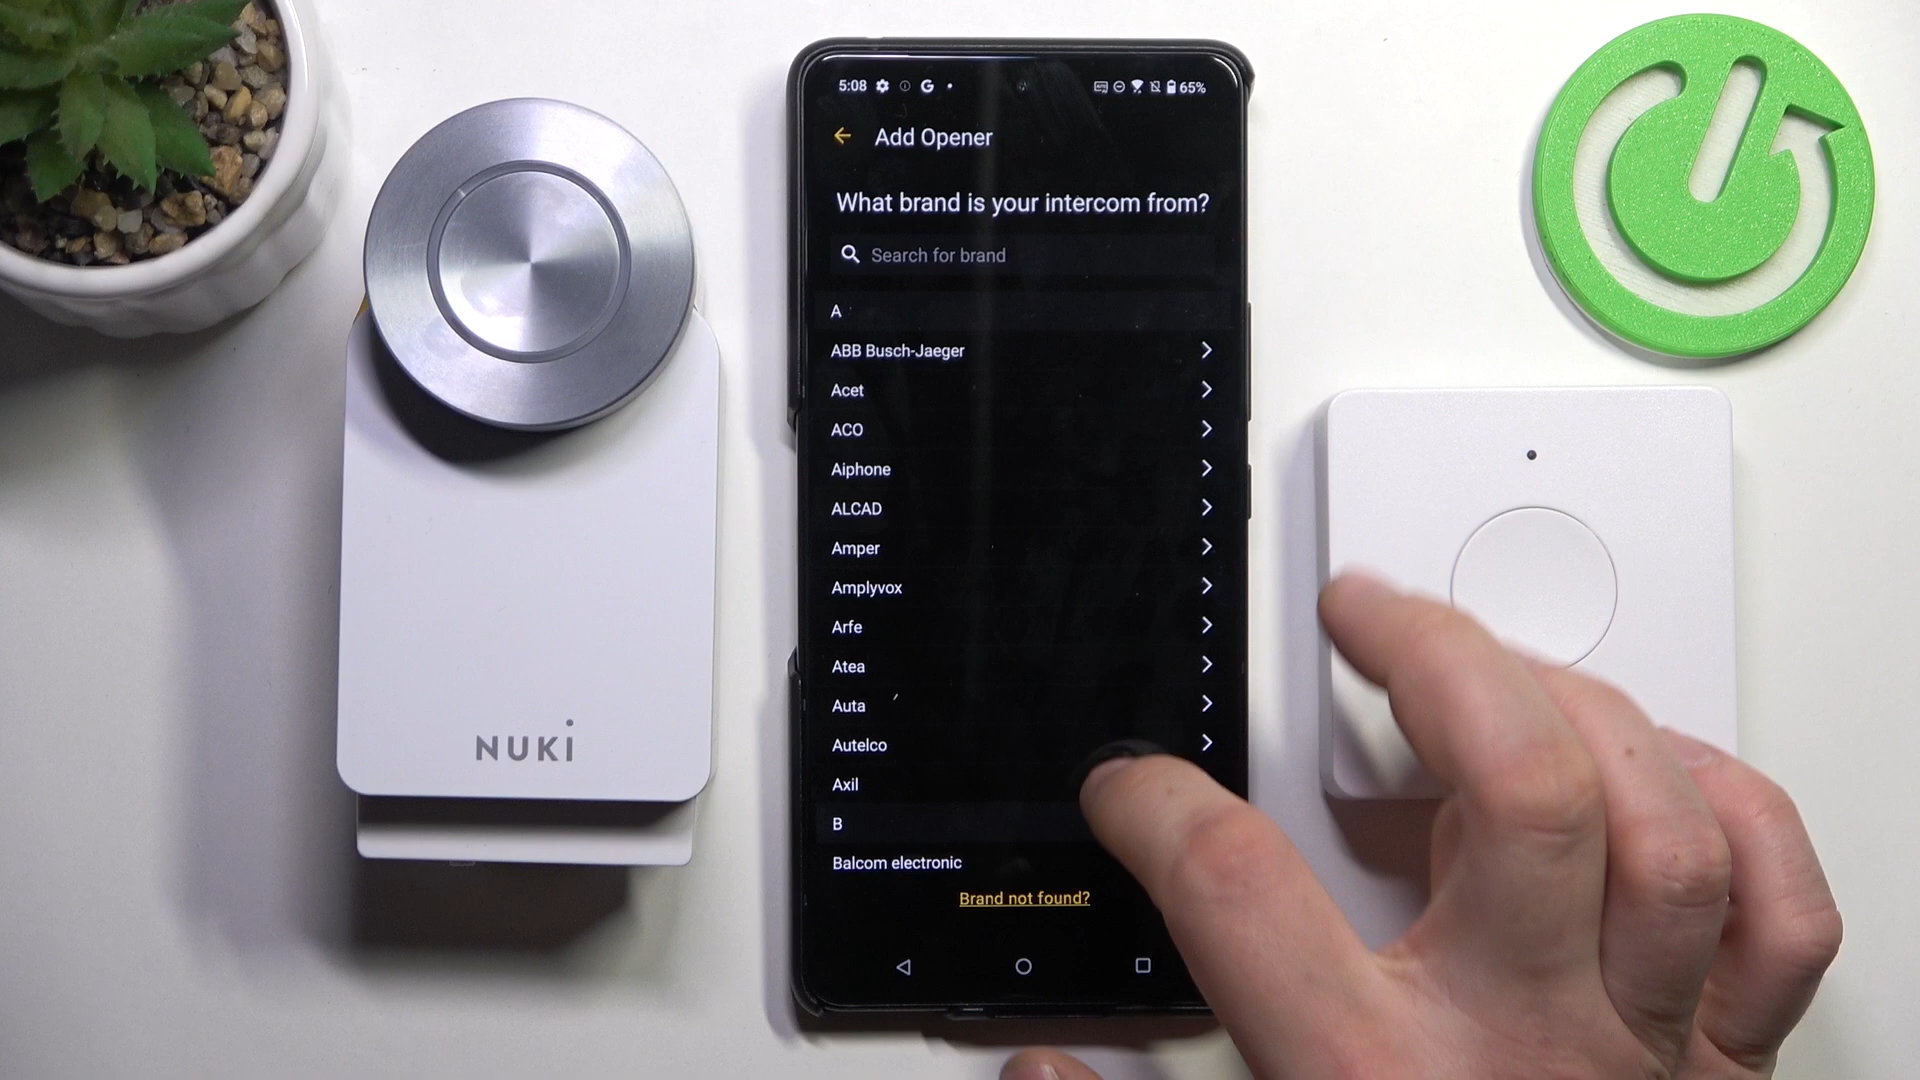 5:08
65%
Add Opener
What brand is your intercom from?
Search for brand
A
ABB Busch-Jaeger
Acet
ACO
Aiphone
ALCAD
Amper
Amplyvox
Arfe
Atea
Auta
Autelco
Axil
B
Balcom electronic
Brand not found?
NUKI